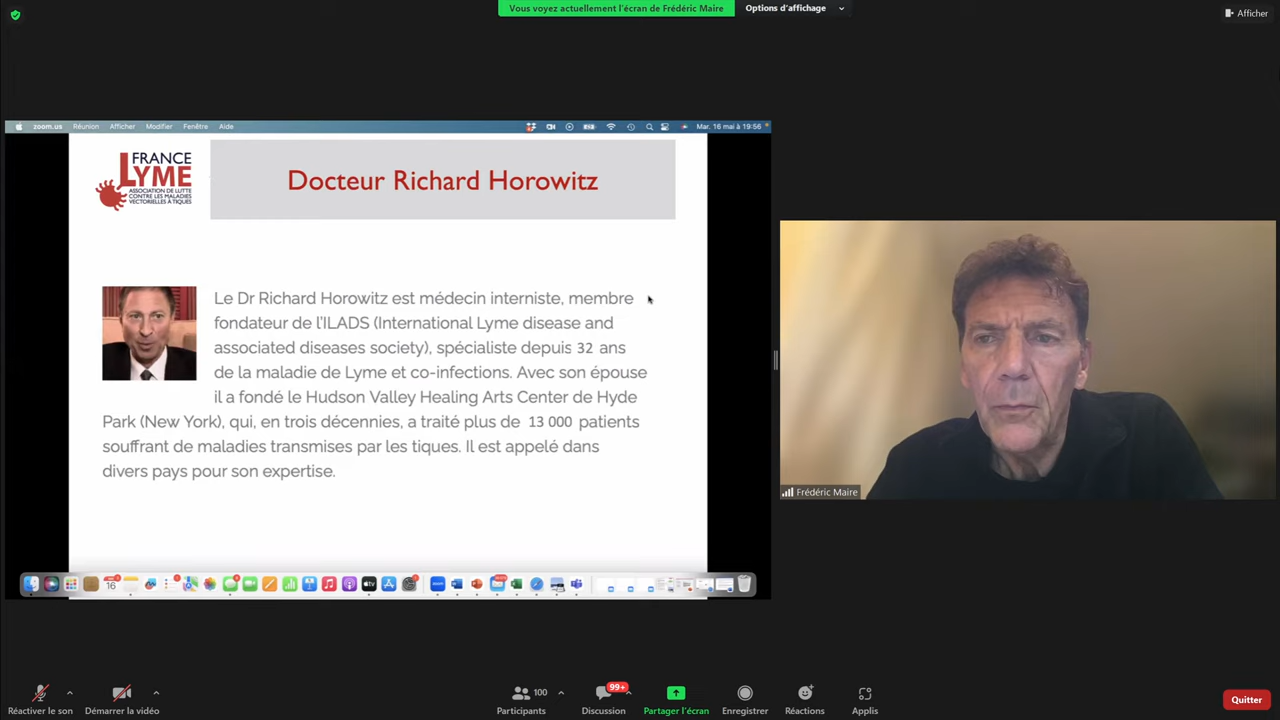 Vous voyez actuellement l'écran de Frédéric Maire
Options d'affichage
Afficher
zoom.us Réunion Afficher Modifier Fenêtre Aide
Mar. 16 mai à 19:56
FRANCE
LYME
ASSOCIATION DE LUTTE
CONTRE LES MALADIES
VECTORIELLES À TIQUES
Docteur Richard Horowitz
Le Dr Richard Horowitz est médecin interniste, membre
fondateur de l'ILADS (International Lyme disease and
associated diseases society), spécialiste depuis 32 ans
de la maladie de Lyme et co-infections. Avec son épouse
il a fondé le Hudson Valley Healing Arts Center de Hyde
Park (New York), qui, en trois décennies, a traité plus de 13 000 patients
souffrant de maladies transmises par les tiques. Il est appelé dans
divers pays pour son expertise.
Frédéric Maire
16
tv
Réactiver le son
Démarrer la vidéo
100
Participants
99+
Discussion
Partager l'écran
Enregistrer
Réactions
Applis
Quitter